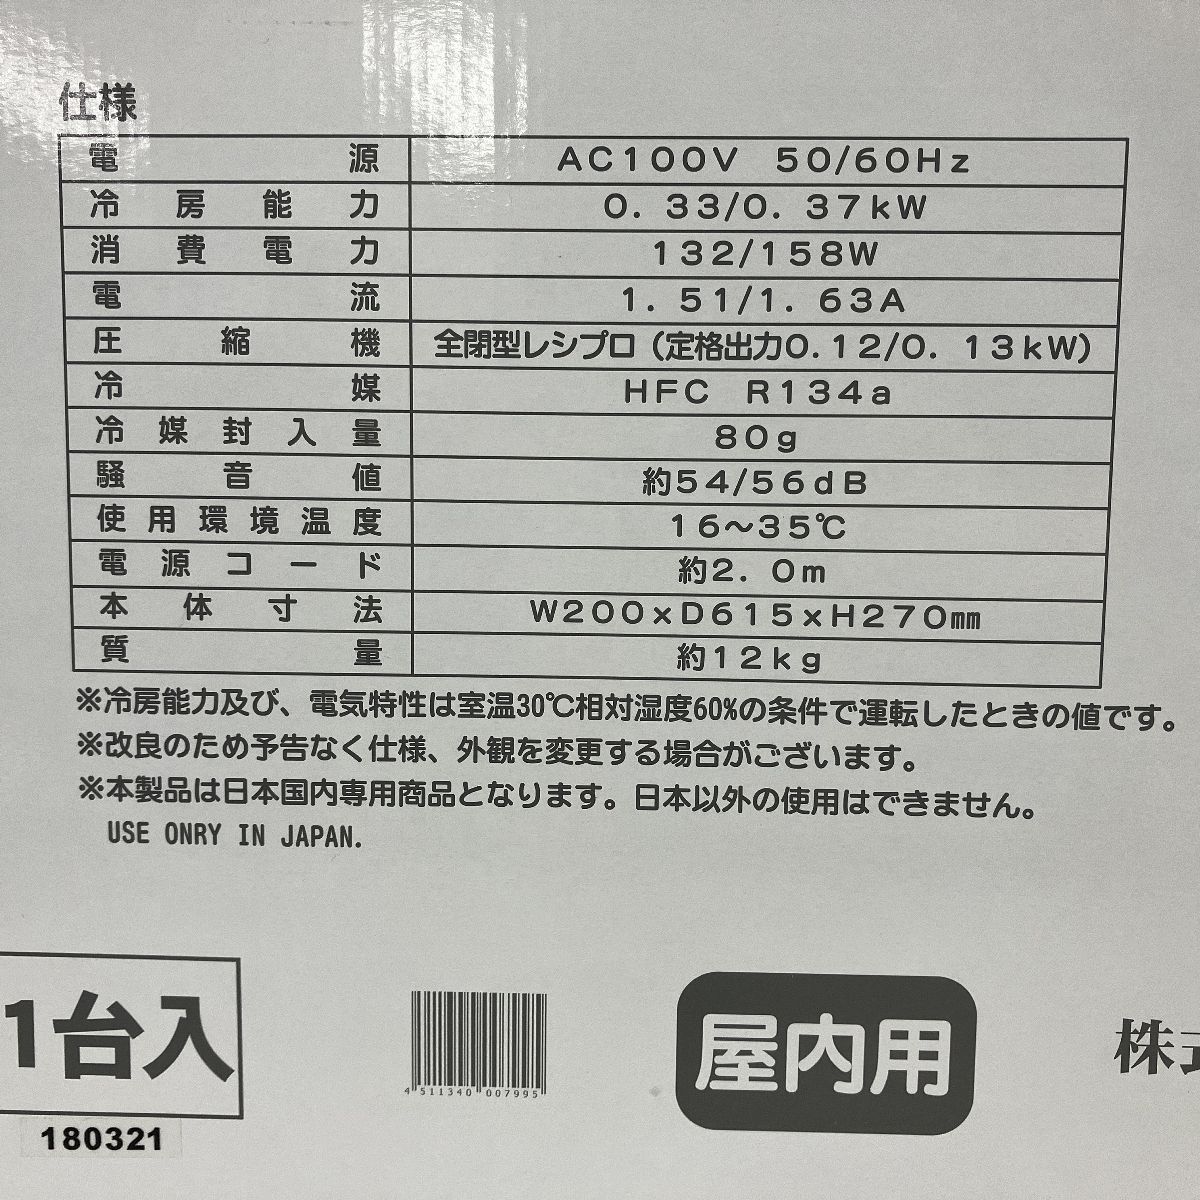 仕様
電源 AC100V 50/60Hz
冷房能力 0.33/0.37kW
消費電力 132/158W
電流 1.51/1.63A
圧縮機 全閉型レシプロ（定格出力0.12/0.13kW）
冷媒 HFC R134a
冷媒封入量 80g
騒音値 約54/56dB
使用環境温度 16～35℃
電源コード 約2.0m
本体寸法 W200xD615xH270㎜
質量 約12kg
※冷房能力及び、電気特性は室温30℃相対湿度60%の条件で運転したときの値です。
※改良のため予告なく仕様、外観を変更する場合がございます。
※本製品は日本国内専用商品となります。日本以外の使用はできません。
USE ONRY IN JAPAN.
1台入
4 511340 007995
屋内用
株式
180321